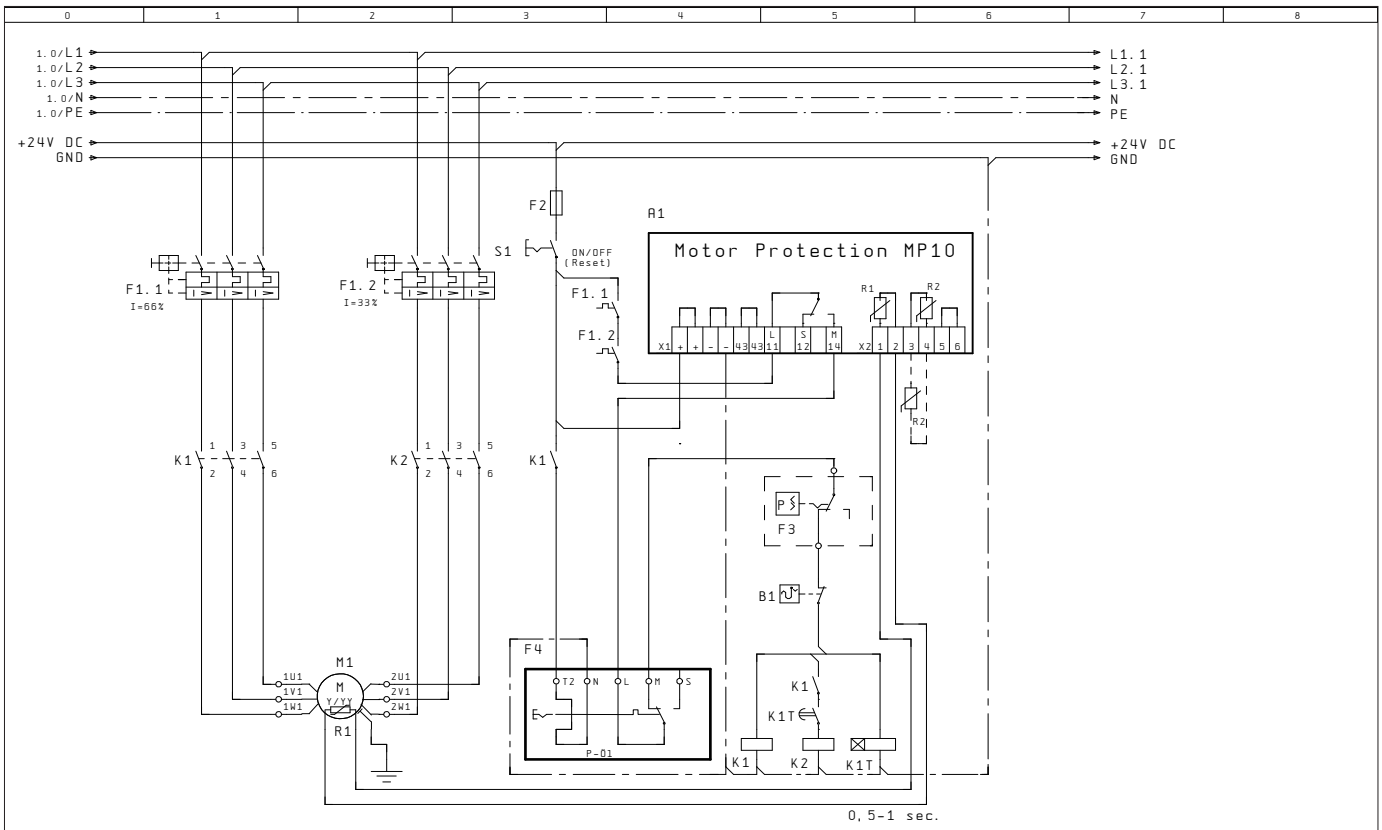 0 1 2 3 4 5 6 7 8
1.0/L1 L1.1
1.0/L2 L2.1
1.0/L3 L3.1
1.0/N N
1.0/PE PE
+24V DC +24V DC
GND GND
F2
A1
S1 ON/OFF
(Reset)
Motor Protection MP10
F1.1
I=66%
F1.2
I=33%
F1.1
F1.2
R1 R2
L S M
X1 + + - - 43 43 11 12 14
X2 1 2 3 4 5 6
R2
1 3 5
K1
2 4 6
1 3 5
K2
2 4 6
K1
P
F3
B1
M1
F4
1U1 M 2U1
1V1 Y/YY 2V1
1W1 2W1
R1
T2 N L M S
P-01
K1
K1T
K1 K2 K1T
0,5-1 sec.